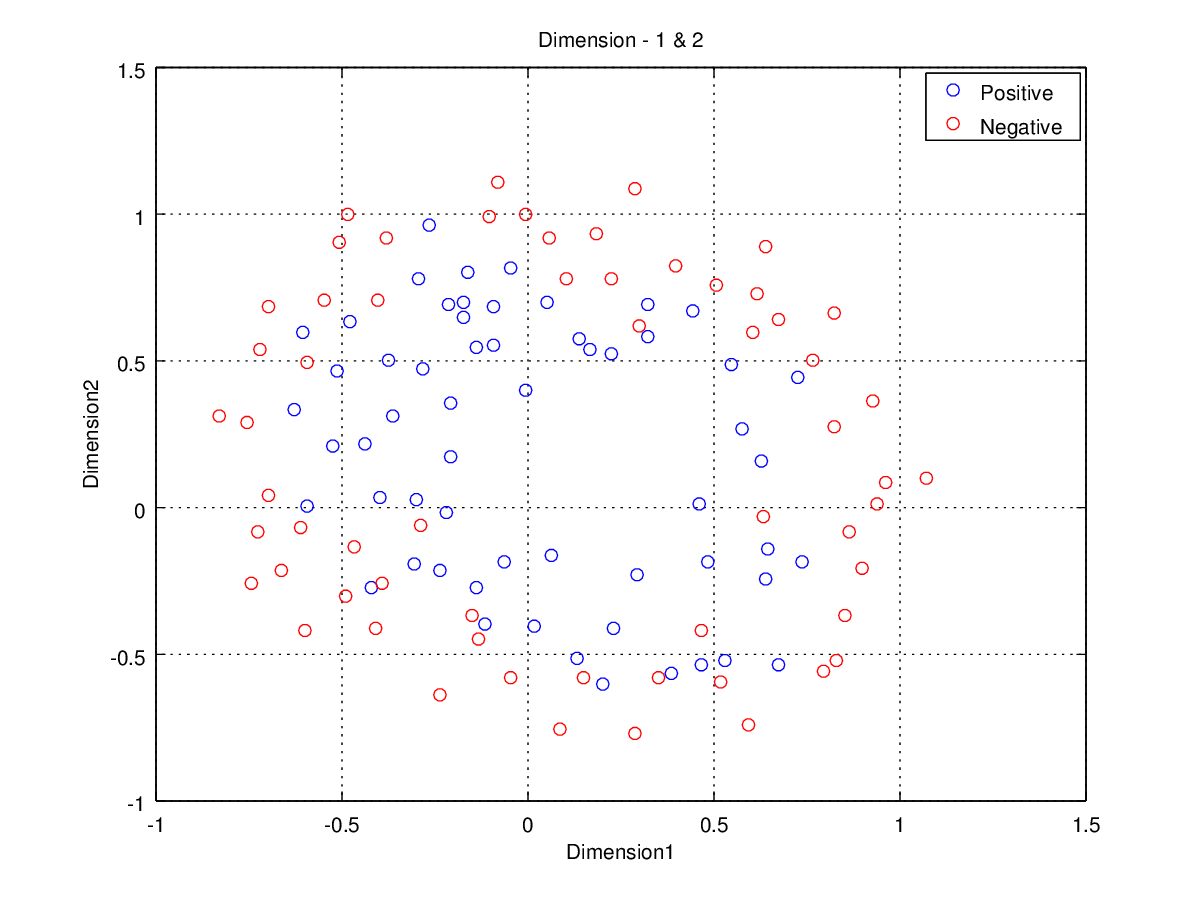 Dimension - 1 & 2
1.5
Positive
Negative
1
0.5
Dimension2
0
-0.5
-1
-1 -0.5 0 0.5 1 1.5
Dimension1